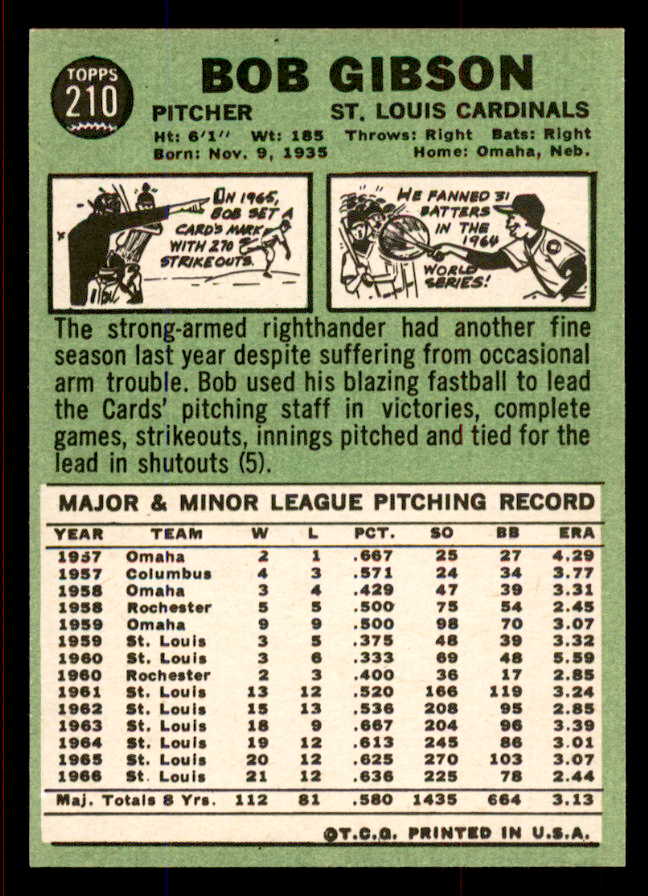 TOPPS
210
BOB GIBSON
PITCHER ST. LOUIS CARDINALS
Ht: 6'1" Wt: 185 Throws: Right Bats: Right
Born: Nov. 9, 1935 Home: Omaha, Neb.
IN 1965,
BOB SET A
CARDS MARK
WITH 270
STRIKEOUTS.
HE FANNED 31
BATTERS
IN THE
1964
WORLD
SERIES!
The strong-armed righthander had another fine
season last year despite suffering from occasional
arm trouble. Bob used his blazing fastball to lead
the Cards' pitching staff in victories, complete
games, strikeouts, innings pitched and tied for the
lead in shutouts (5).
MAJOR & MINOR LEAGUE PITCHING RECORD
YEAR TEAM W L PCT. SO BB ERA
1957 Omaha 2 1 .667 25 27 4.29
1957 Columbus 4 3 .571 24 34 3.77
1958 Omaha 3 4 .429 47 39 3.31
1958 Rochester 5 5 .500 75 54 2.45
1959 Omaha 9 9 .500 98 70 3.07
1959 St. Louis 3 5 .375 48 39 3.32
1960 St. Louis 3 6 .333 69 48 5.59
1960 Rochester 2 3 .400 36 17 2.85
1961 St. Louis 13 12 .520 166 119 3.24
1962 St. Louis 15 13 .536 208 95 2.85
1963 St. Louis 18 9 .667 204 96 3.39
1964 St. Louis 19 12 .613 245 86 3.01
1965 St. Louis 20 12 .625 270 103 3.07
1966 St. Louis 21 12 .636 225 78 2.44
Maj. Totals 8 Yrs. 112 81 .580 1435 664 3.13
©T.C.G. PRINTED IN U.S.A.